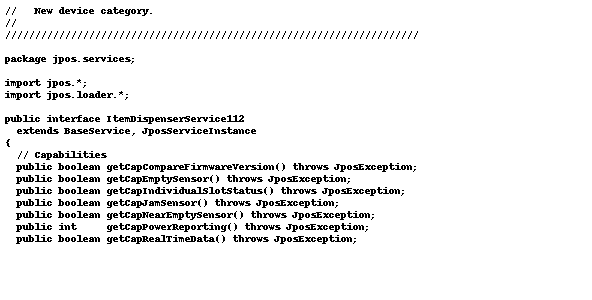 //   New device category.
//
/////////////////////////////////////////////////////////////////////

package jpos.services;

import jpos.*;
import jpos.loader.*;

public interface ItemDispenserService112
  extends BaseService, JposServiceInstance
{
  // Capabilities
  public boolean getCapCompareFirmwareVersion() throws JposException;
  public boolean getCapEmptySensor() throws JposException;
  public boolean getCapIndividualSlotStatus() throws JposException;
  public boolean getCapJamSensor() throws JposException;
  public boolean getCapNearEmptySensor() throws JposException;
  public int     getCapPowerReporting() throws JposException;
  public boolean getCapRealTimeData() throws JposException;